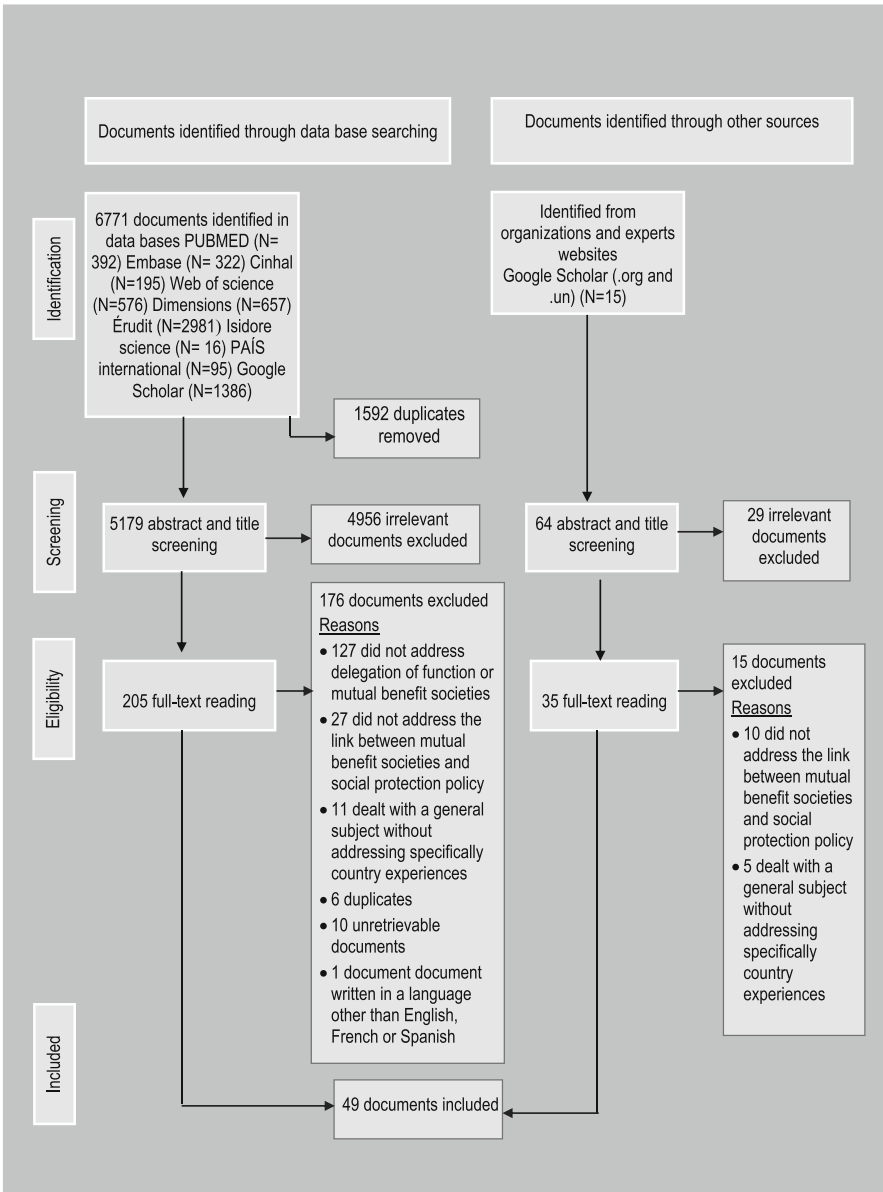 Documents identified through data base searching
Documents identified through other sources
Identification
6771 documents identified in
data bases PUBMED (N=
392) Embase (N= 322) Cinhal
(N=195) Web of science
(N=576) Dimensions (N=657)
Érudit (N=2981) Isidore
science (N= 16) PAÍS
international (N=95) Google
Scholar (N=1386)
Identified from
organizations and experts
websites
Google Scholar (.org and
.un) (N=15)
1592 duplicates
removed
Screening
5179 abstract and title
screening
4956 irrelevant
documents excluded
64 abstract and title
screening
29 irrelevant
documents
excluded
Eligibility
205 full-text reading
176 documents excluded
Reasons
• 127 did not address
delegation of function or
mutual benefit societies
• 27 did not address the
link between mutual
benefit societies and
social protection policy
• 11 dealt with a general
subject without
addressing specifically
country experiences
• 6 duplicates
• 10 unretrievable
documents
• 1 document document
written in a language
other than English,
French or Spanish
35 full-text reading
15 documents
excluded
Reasons
• 10 did not
address the link
between mutual
benefit societies
and social
protection policy
• 5 dealt with a
general subject
without
addressing
specifically
country
experiences
Included
49 documents included